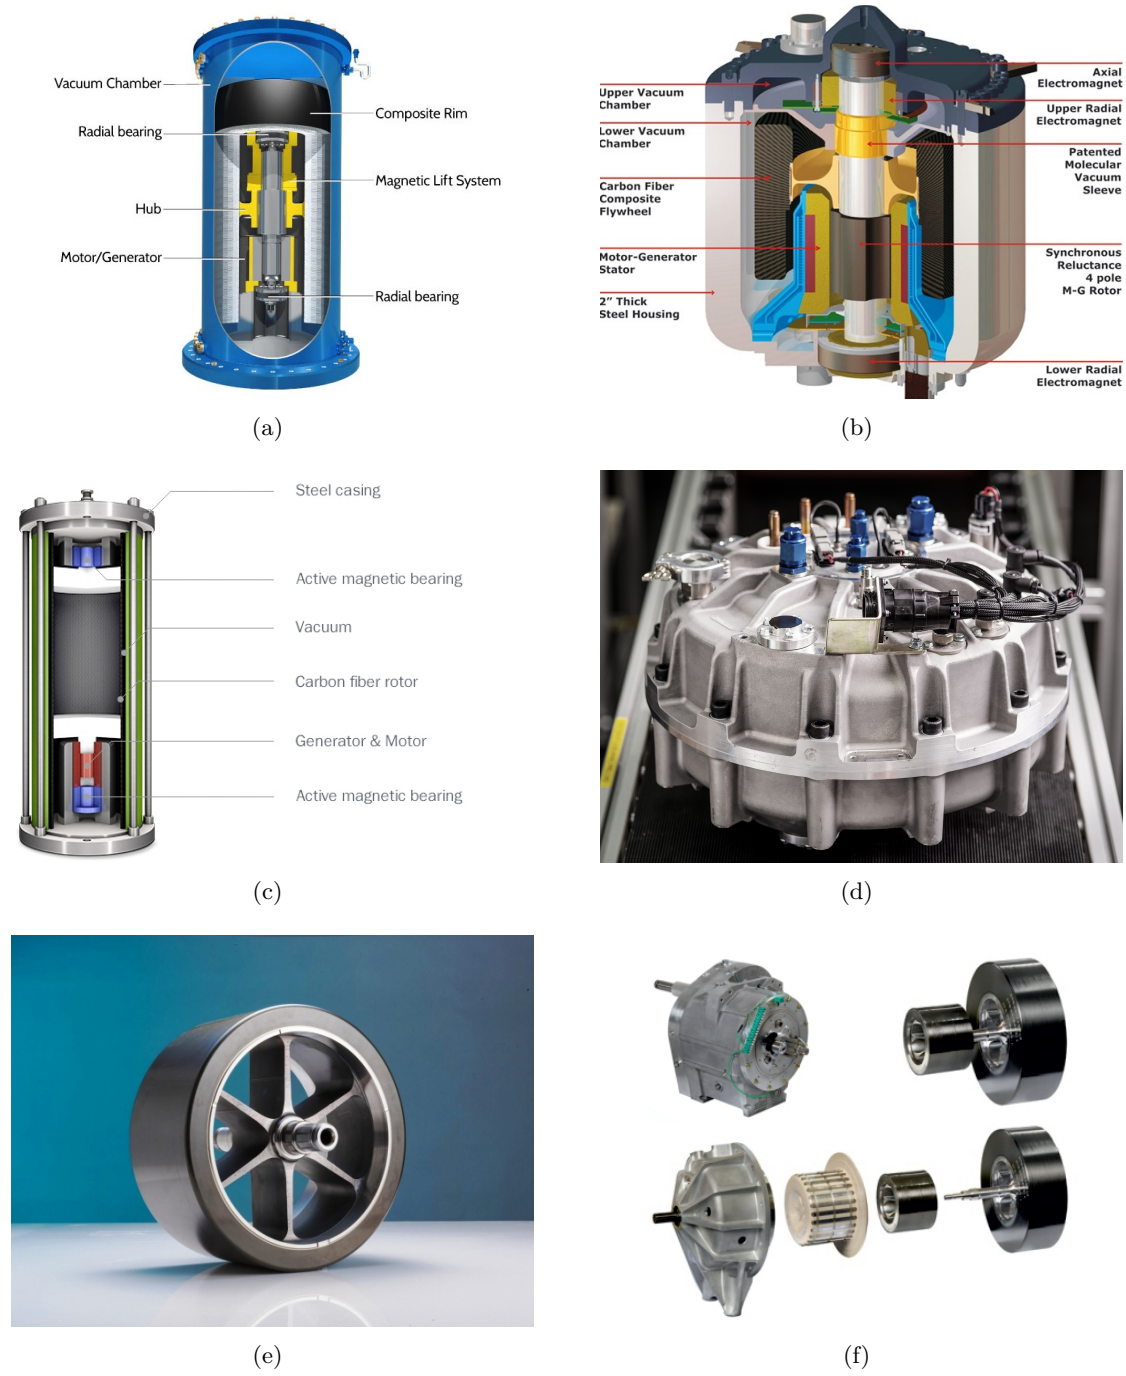 Vacuum Chamber
Composite Rim
Radial bearing
Magnetic Lift System
Hub
Motor/Generator
Radial bearing
(a)
Upper Vacuum
Chamber
Lower Vacuum
Chamber
Carbon Fiber
Composite
Flywheel
Motor-Generator
Stator
2” Thick
Steel Housing
Axial
Electromagnet
Upper Radial
Electromagnet
Patented
Molecular
Vacuum
Sleeve
Synchronous
Reluctance
4 pole
M-G Rotor
Lower Radial
Electromagnet
(b)
Steel casing
Active magnetic bearing
Vacuum
Carbon fiber rotor
Generator & Motor
Active magnetic bearing
(c)
(d)
(e)
(f)